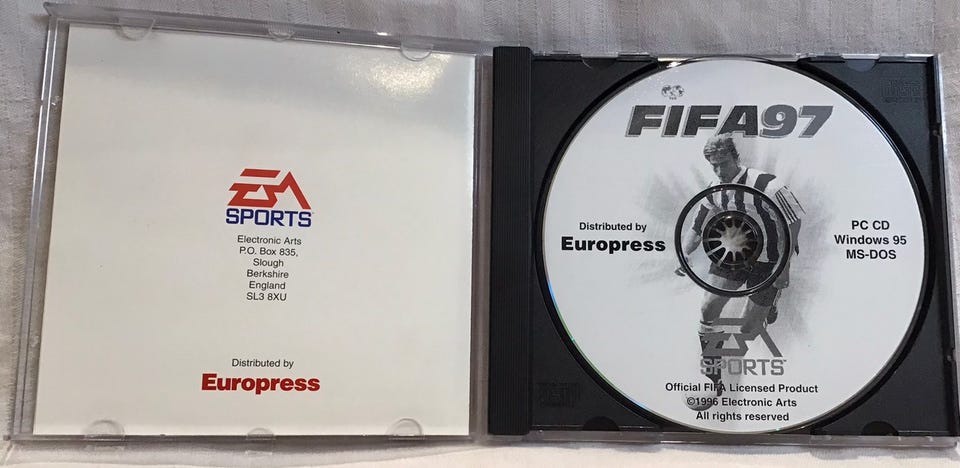 EA
SPORTS
Electronic Arts
P.O. Box 835,
Slough
Berkshire
England
SL3 8XU
Distributed by
Europress
FIFA97
Distributed by
Europress
PC CD
Windows 95
MS-DOS
EA
SPORTS
Official FIFA Licensed Product
©1996 Electronic Arts
All rights reserved